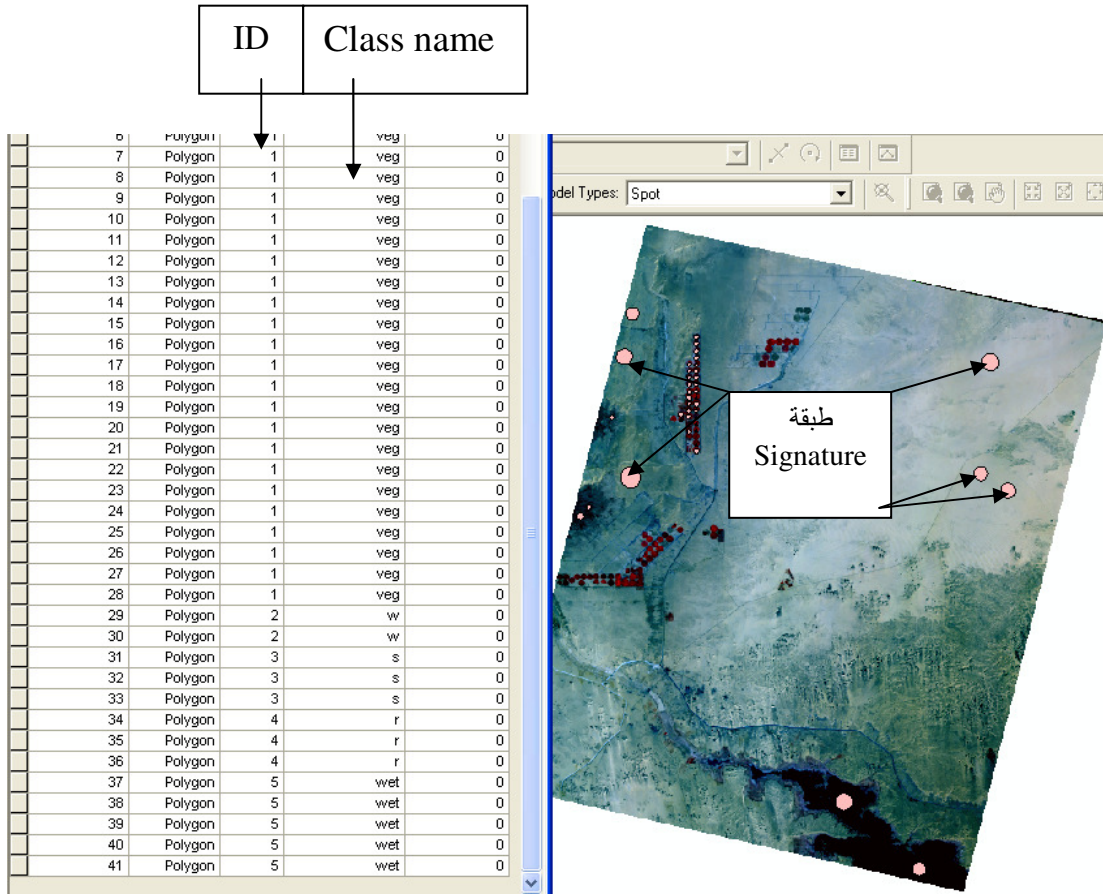 ID Class name
6 Polygon 1 veg 0
7 Polygon 1 veg 0
8 Polygon 1 veg 0
9 Polygon 1 veg 0
10 Polygon 1 veg 0
11 Polygon 1 veg 0
12 Polygon 1 veg 0
13 Polygon 1 veg 0
14 Polygon 1 veg 0
15 Polygon 1 veg 0
16 Polygon 1 veg 0
17 Polygon 1 veg 0
18 Polygon 1 veg 0
19 Polygon 1 veg 0
20 Polygon 1 veg 0
21 Polygon 1 veg 0
22 Polygon 1 veg 0
23 Polygon 1 veg 0
24 Polygon 1 veg 0
25 Polygon 1 veg 0
26 Polygon 1 veg 0
27 Polygon 1 veg 0
28 Polygon 1 veg 0
29 Polygon 2 w 0
30 Polygon 2 w 0
31 Polygon 3 s 0
32 Polygon 3 s 0
33 Polygon 3 s 0
34 Polygon 4 r 0
35 Polygon 4 r 0
36 Polygon 4 r 0
37 Polygon 5 wet 0
38 Polygon 5 wet 0
39 Polygon 5 wet 0
40 Polygon 5 wet 0
41 Polygon 5 wet 0
odel Types: Spot
طبقة
Signature